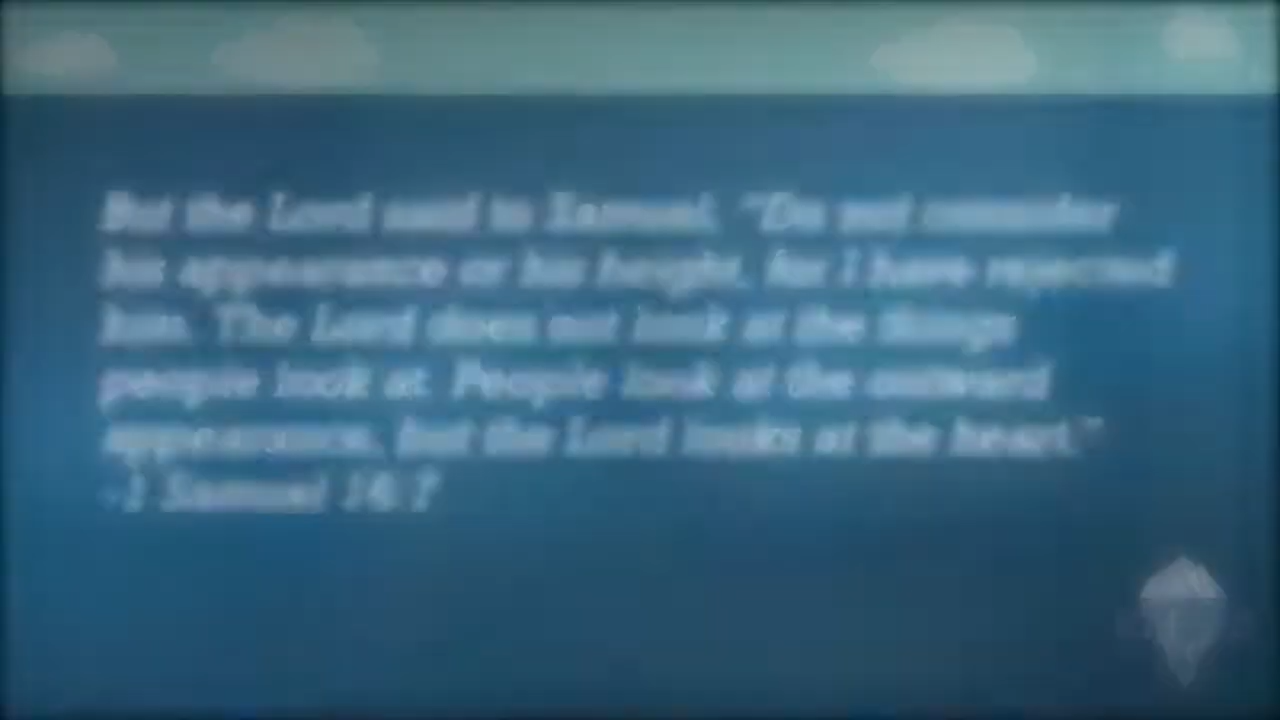 But the Lord said to Samuel, "Do not consider
his appearance or his height, for I have rejected
him. The Lord does not look at the things
people look at. People look at the outward
appearance, but the Lord looks at the heart."
-1 Samuel 16:7